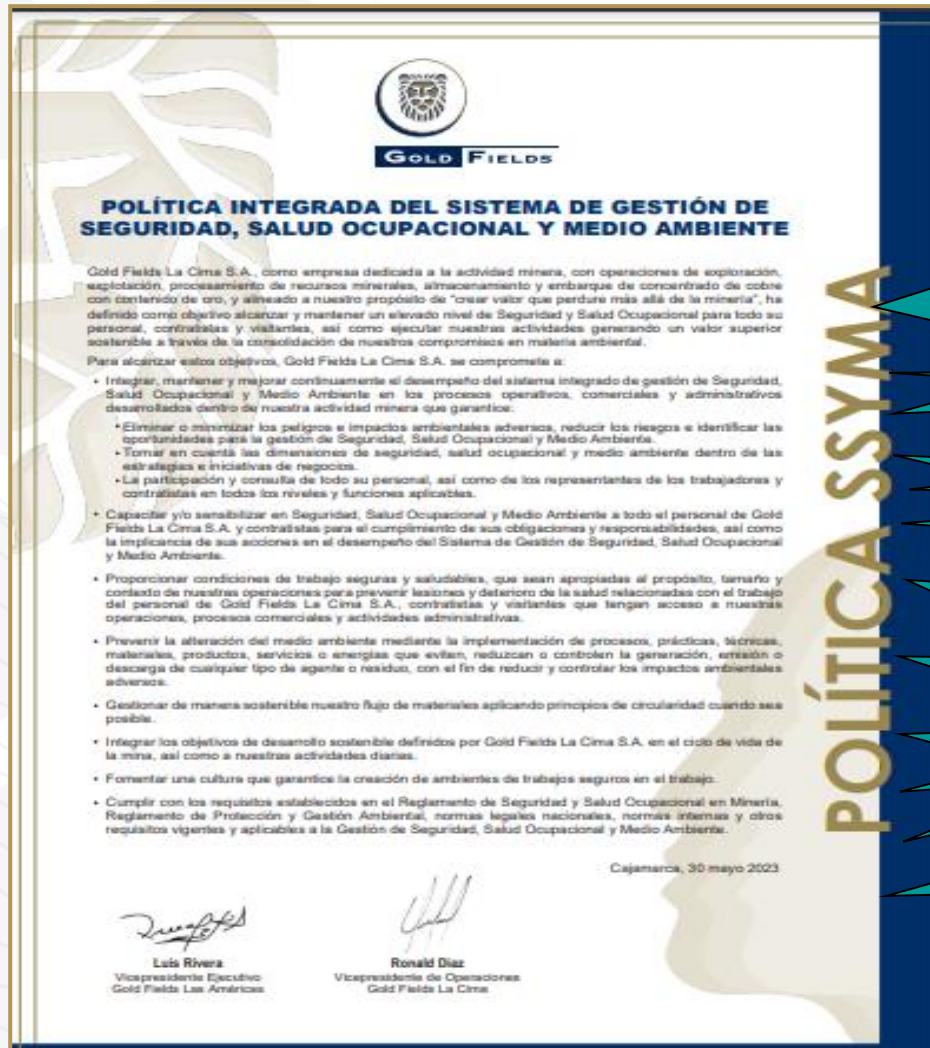 GOLD FIELDS
POLÍTICA INTEGRADA DEL SISTEMA DE GESTIÓN DE
SEGURIDAD, SALUD OCUPACIONAL Y MEDIO AMBIENTE
Gold Fields La Cima S.A., como empresa dedicada a la actividad minera, con operaciones de exploración,
explotación, procesamiento de recursos minerales, almacenamiento y embarque de concentrado de cobre
con contenido de oro, y alineado a nuestro propósito de "crear valor que perdure más allá de la minería", ha
definido como objetivo alcanzar y mantener un elevado nivel de Seguridad y Salud Ocupacional para todo su
personal, contratistas y visitantes, así como ejecutar nuestras actividades generando un valor superior
sostenible a través de la consolidación de nuestros compromisos en materia ambiental.
Para alcanzar estos objetivos, Gold Fields La Cima S.A. se compromete a:
• Integrar, mantener y mejorar continuamente el desempeño del sistema integrado de gestión de Seguridad,
Salud Ocupacional y Medio Ambiente en los procesos operativos, comerciales y administrativos
desarrollados dentro de nuestra actividad minera que garantice:
• Eliminar o minimizar los peligros e impactos ambientales adversos, reducir los riesgos e identificar las
oportunidades para la gestión de Seguridad, Salud Ocupacional y Medio Ambiente.
• Tomar en cuenta las dimensiones de seguridad, salud ocupacional y medio ambiente dentro de las
estrategias e iniciativas de negocios.
• La participación y consulta de todo su personal, así como de los representantes de los trabajadores y
contratistas en todos los niveles y funciones aplicables.
• Capacitar y/o sensibilizar en Seguridad, Salud Ocupacional y Medio Ambiente a todo el personal de Gold
Fields La Cima S.A. y contratistas para el cumplimiento de sus obligaciones y responsabilidades, así como
la implicancia de sus acciones en el desempeño del Sistema de Gestión de Seguridad, Salud Ocupacional
y Medio Ambiente.
• Proporcionar condiciones de trabajo seguras y saludables, que sean apropiadas al propósito, tamaño y
contexto de nuestras operaciones para prevenir lesiones y deterioro de la salud relacionadas con el trabajo
del personal de Gold Fields La Cima S.A., contratistas y visitantes que tengan acceso a nuestras
operaciones, procesos comerciales y actividades administrativas.
• Prevenir la alteración del medio ambiente mediante la implementación de procesos, prácticas, técnicas,
materiales, productos, servicios o energías que eviten, reduzcan o controlen la generación, emisión o
descarga de cualquier tipo de agente o residuo, con el fin de reducir y controlar los impactos ambientales
adversos.
• Gestionar de manera sostenible nuestro flujo de materiales aplicando principios de circularidad cuando sea
posible.
• Integrar los objetivos de desarrollo sostenible definidos por Gold Fields La Cima S.A. en el ciclo de vida de
la mina, así como a nuestras actividades diarias.
• Fomentar una cultura que garantice la creación de ambientes de trabajos seguros en el trabajo.
• Cumplir con los requisitos establecidos en el Reglamento de Seguridad y Salud Ocupacional en Minería,
Reglamento de Protección y Gestión Ambiental, normas legales nacionales, normas internas y otros
requisitos vigentes y aplicables a la Gestión de Seguridad, Salud Ocupacional y Medio Ambiente.
Cajamarca, 30 mayo 2023
Luis Rivera
Vicepresidente Ejecutivo
Gold Fields Las Américas
Ronald Diaz
Vicepresidente de Operaciones
Gold Fields La Cima
POLÍTICA SSYMA